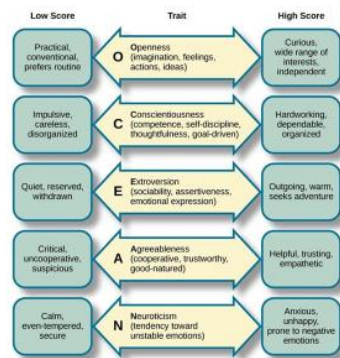 Low Score Trait High Score
Practical,
conventional,
prefers routine
O
Openness
(imagination, feelings,
actions, ideas)
Curious,
wide range of
interests,
independent
Impulsive,
careless,
disorganized
C
Conscientiousness
(competence, self-discipline,
thoughtfulness, goal-driven)
Hardworking,
dependable,
organized
Quiet, reserved,
withdrawn
E
Extroversion
(sociability, assertiveness,
emotional expression)
Outgoing, warm,
seeks adventure
Critical,
uncooperative,
suspicious
A
Agreeableness
(cooperative, trustworthy,
good-natured)
Helpful, trusting,
empathetic
Calm,
even-tempered,
secure
N
Neuroticism
(tendency toward
unstable emotions)
Anxious,
unhappy,
prone to negative
emotions